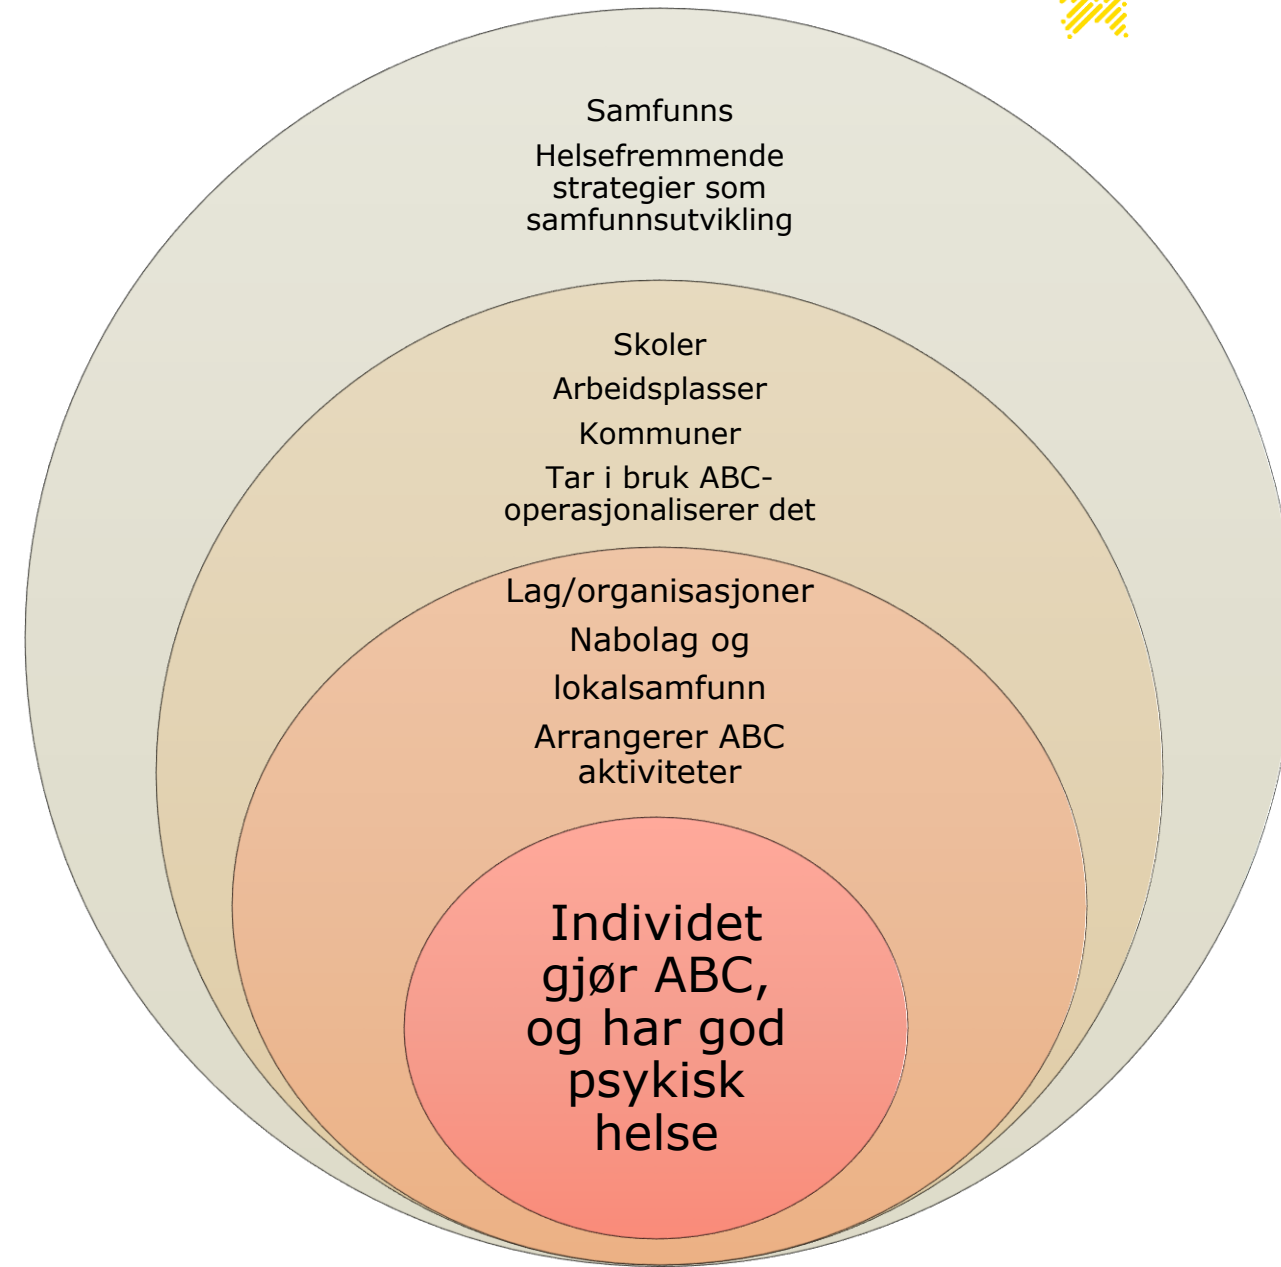 Samfunns
Helsefremmende
strategier som
samfunnsutvikling
Skoler
Arbeidsplasser
Kommuner
Tar i bruk ABC-
operasjonaliserer det
Lag/organisasjoner
Nabolag og
lokalsamfunn
Arrangerer ABC
aktiviteter
Individet
gjør ABC,
og har god
psykisk
helse